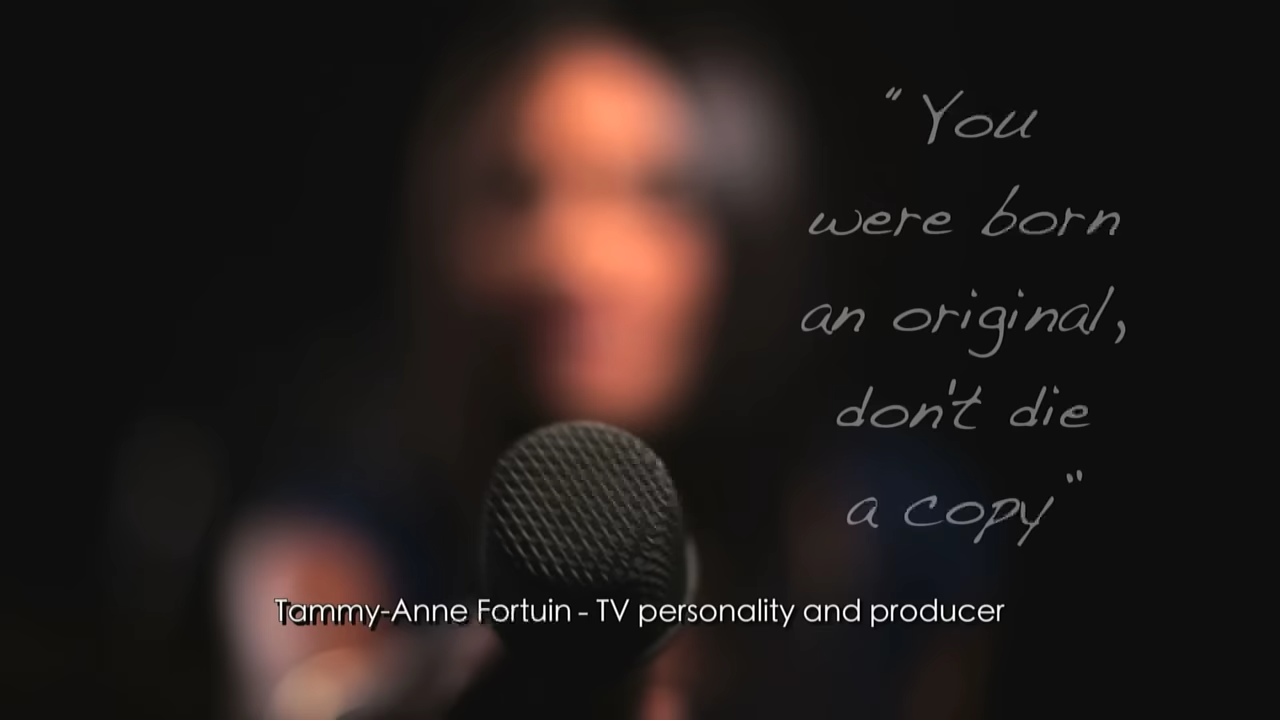 “ You
were born
an original,
don't die
a copy ”
Tammy-Anne Fortuin - TV personality and producer